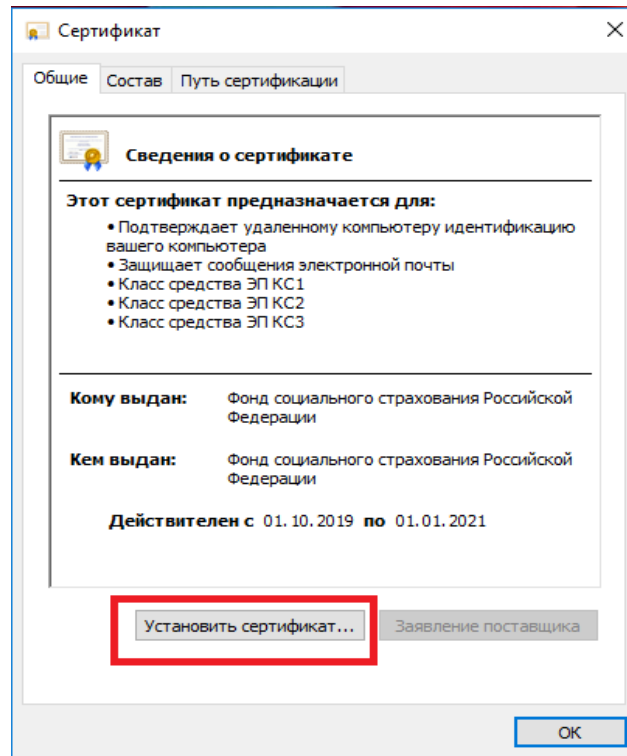 Сертификат
Общие Состав Путь сертификации
Сведения о сертификате
Этот сертификат предназначается для:
• Подтверждает удаленному компьютеру идентификацию
вашего компьютера
• Защищает сообщения электронной почты
• Класс средства ЭП КС1
• Класс средства ЭП КС2
• Класс средства ЭП КС3
Кому выдан: Фонд социального страхования Российской
Федерации
Кем выдан: Фонд социального страхования Российской
Федерации
Действителен с 01.10.2019 по 01.01.2021
Установить сертификат... Заявление поставщика
ОК